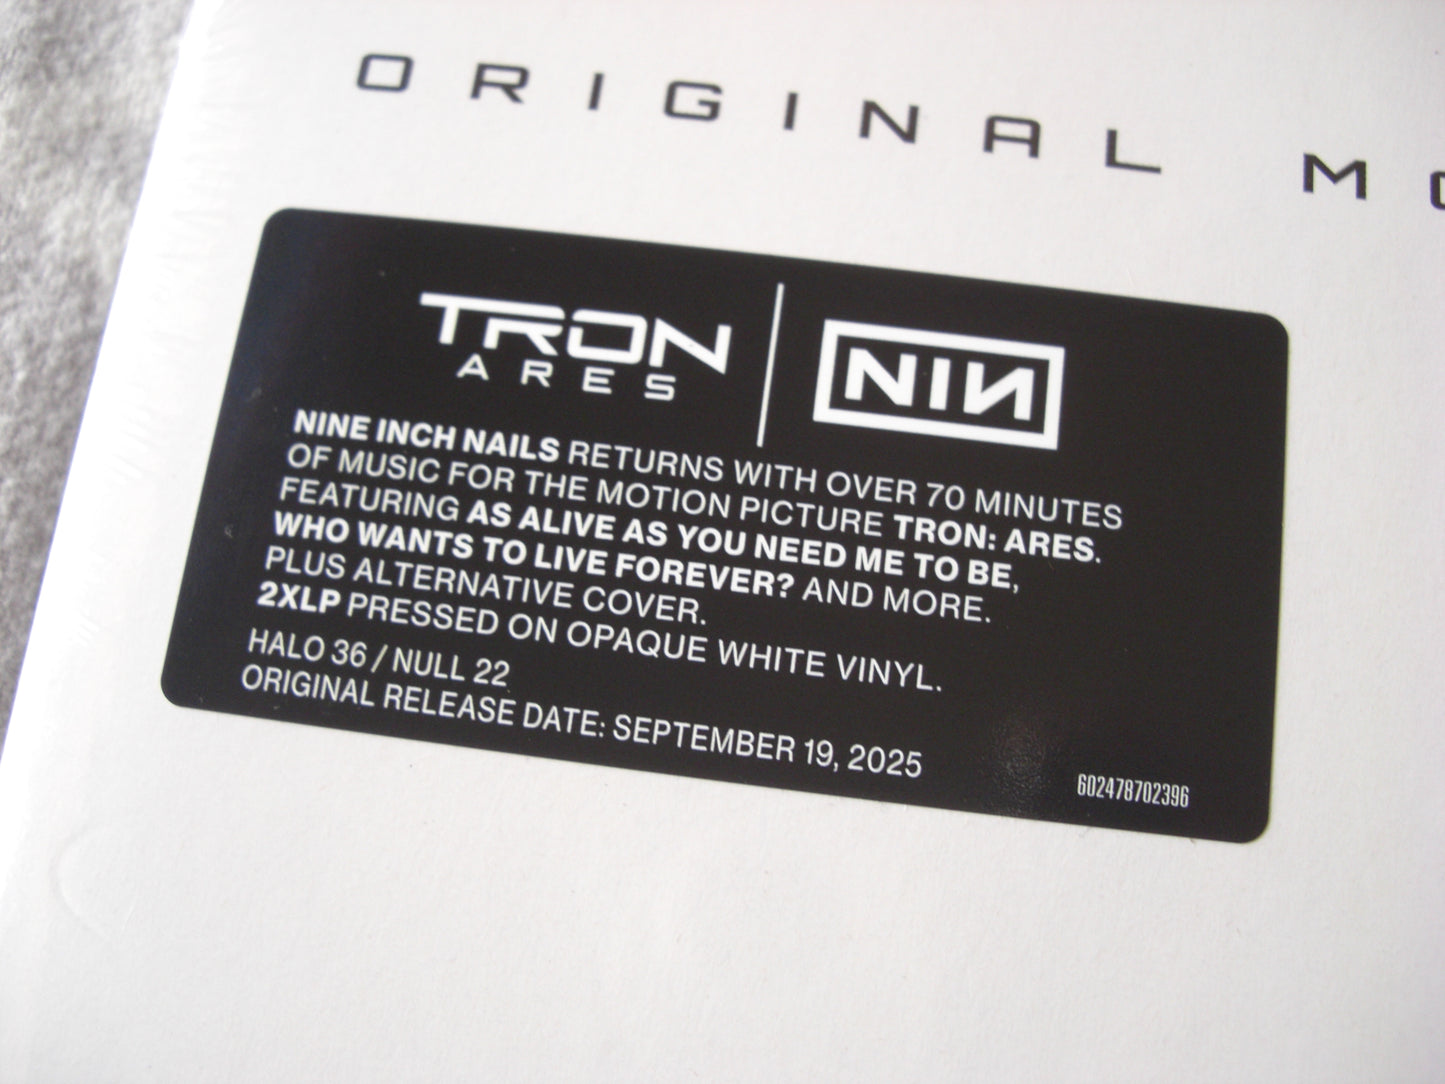 ORIGINAL MO
TRON
ARES
NIN
NINE INCH NAILS RETURNS WITH OVER 70 MINUTES
OF MUSIC FOR THE MOTION PICTURE TRON: ARES.
FEATURING AS ALIVE AS YOU NEED ME TO BE,
WHO WANTS TO LIVE FOREVER? AND MORE.
PLUS ALTERNATIVE COVER.
2XLP PRESSED ON OPAQUE WHITE VINYL.
HALO 36 / NULL 22
ORIGINAL RELEASE DATE: SEPTEMBER 19, 2025
602478702396